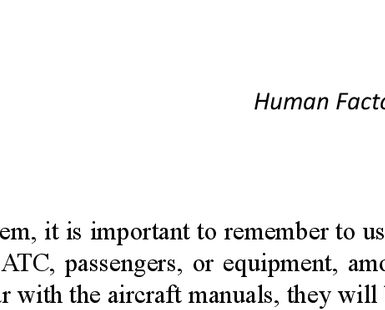 Human Facto
em, it is important to remember to us
ATC, passengers, or equipment, amo
r with the aircraft manuals, they will